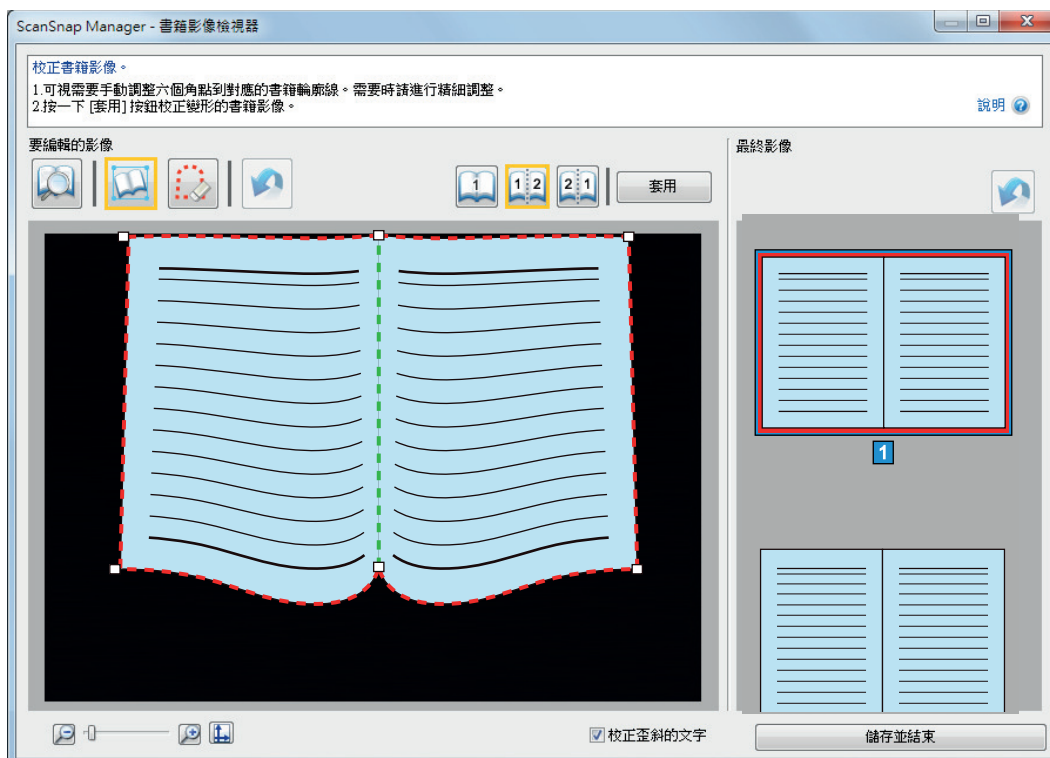 ScanSnap Manager - 書籍影像檢視器
校正書籍影像。
1.可視需要手動調整六個角點到對應的書籍輪廓線。需要時請進行精細調整。
2.按一下 [套用] 按鈕校正變形的書籍影像。
說明 ?
要編輯的影像
最終影像
1
1 2
2 1
套用
1
校正歪斜的文字
儲存並結束